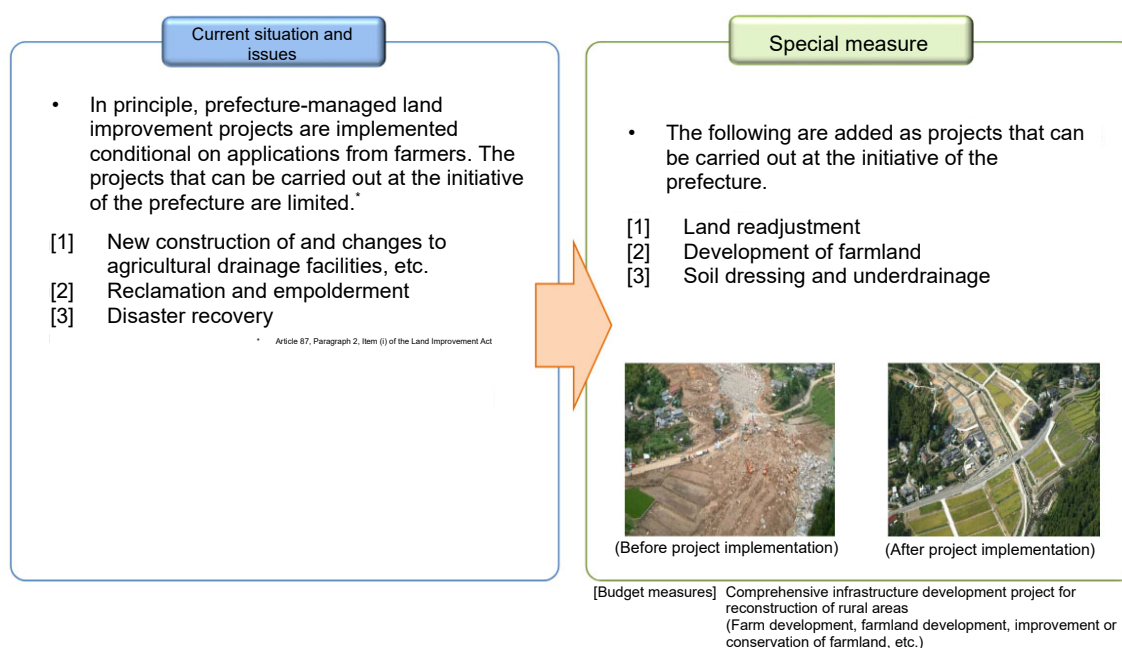 Current situation and
issues
• In principle, prefecture-managed land
improvement projects are implemented
conditional on applications from farmers. The
projects that can be carried out at the initiative
of the prefecture are limited.*
[1] New construction of and changes to
agricultural drainage facilities, etc.
[2] Reclamation and empolderment
[3] Disaster recovery
* Article 87, Paragraph 2, Item (i) of the Land Improvement Act
Special measure
• The following are added as projects that can
be carried out at the initiative of the
prefecture.
[1] Land readjustment
[2] Development of farmland
[3] Soil dressing and underdrainage
(Before project implementation)
(After project implementation)
[Budget measures] Comprehensive infrastructure development project for
reconstruction of rural areas
(Farm development, farmland development, improvement or
conservation of farmland, etc.)